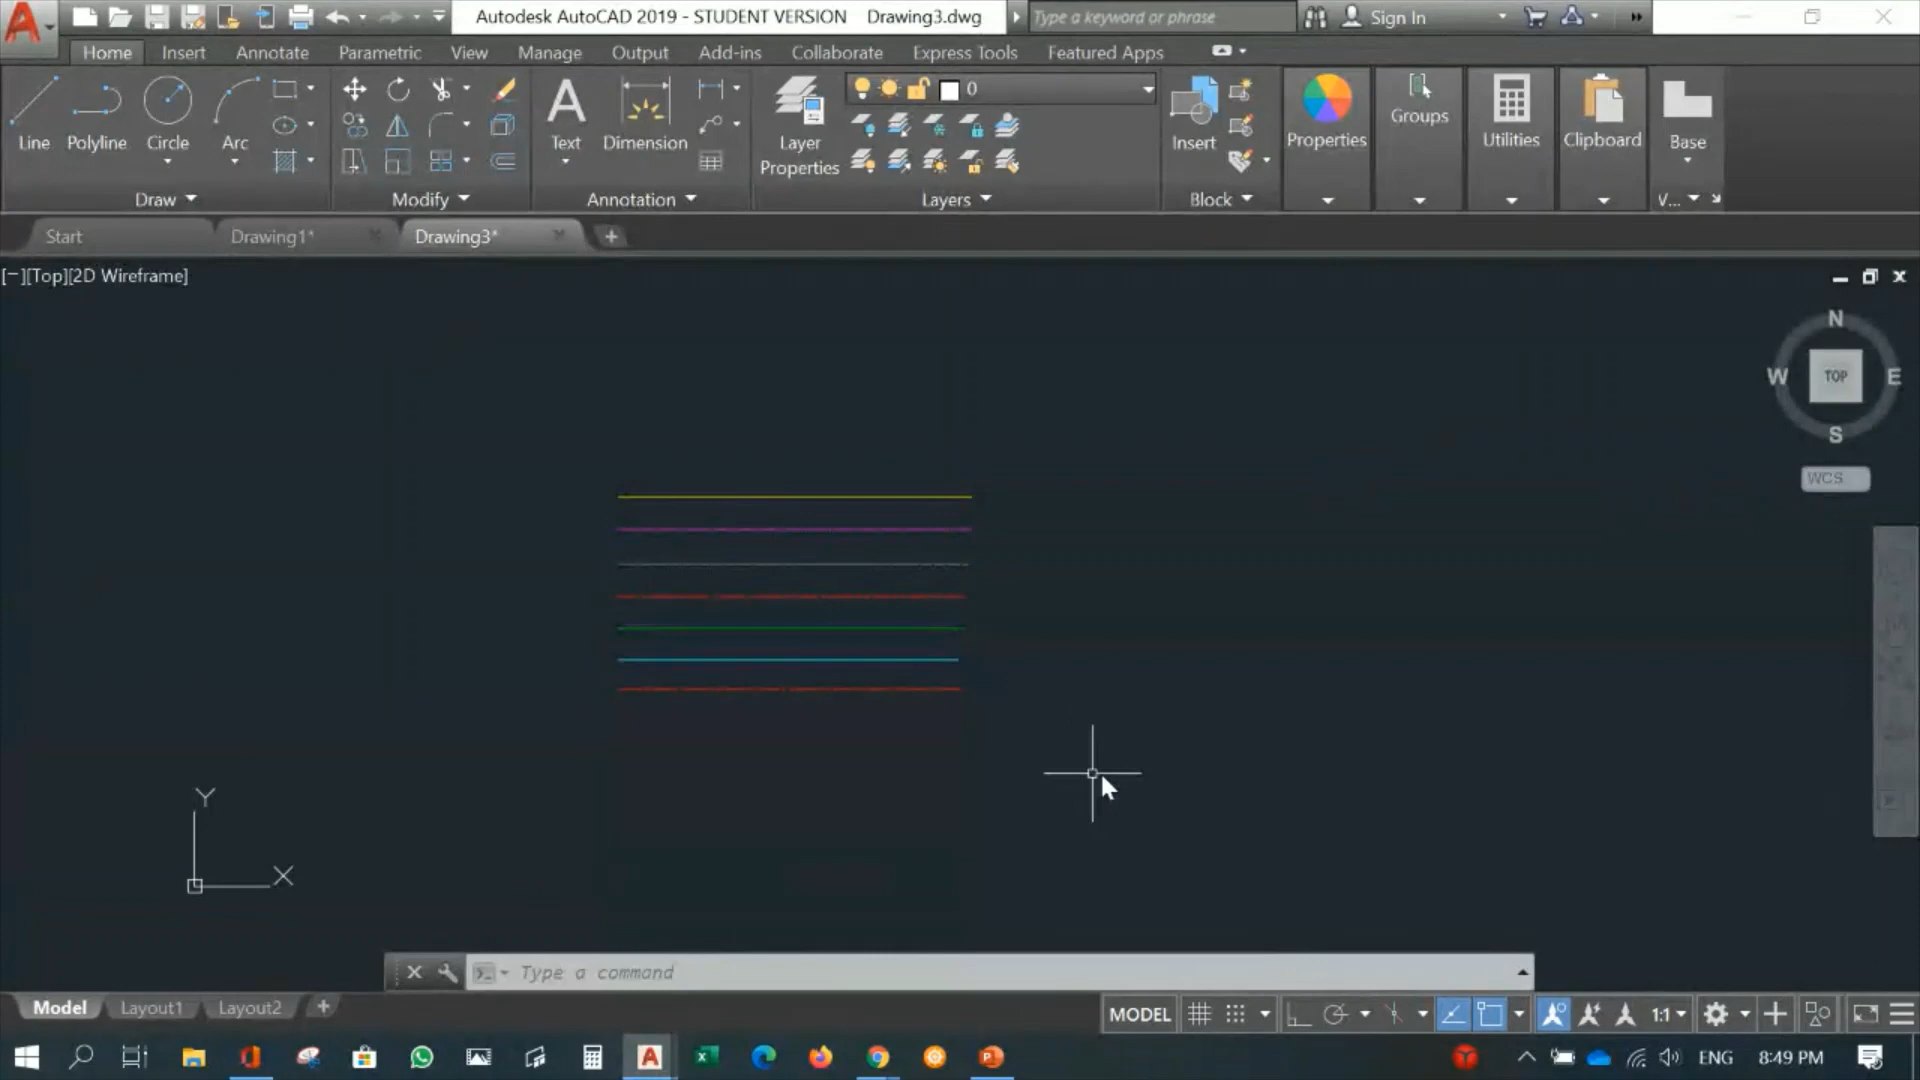 Autodesk AutoCAD 2019 - STUDENT VERSION Drawing3.dwg
Type a keyword or phrase
Sign In
Home Insert Annotate Parametric View Manage Output Add-ins Collaborate Express Tools Featured Apps
0
Line Polyline Circle Arc
Text Dimension
Layer
Properties
Insert
Properties Groups Utilities Clipboard Base
Draw Modify Annotation Layers Block V...
Start Drawing1* Drawing3*
[−][Top][2D Wireframe]
N
W TOP E
S
WCS
Y
X
Type a command
Model Layout1 Layout2
MODEL 1:1
ENG 8:49 PM